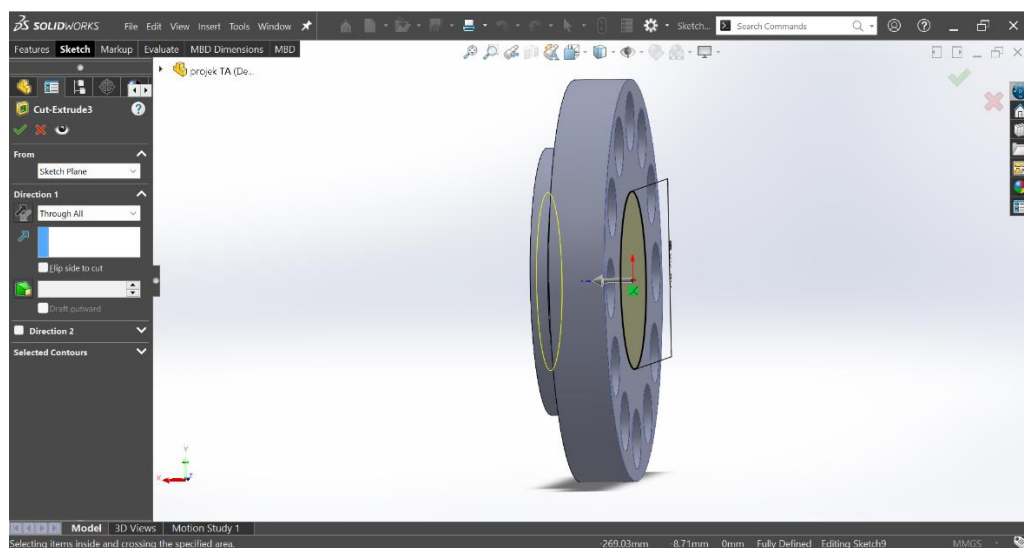 SOLIDWORKS File Edit View Insert Tools Window Sketch... Search Commands
Features Sketch Markup Evaluate MBD Dimensions MBD
projek TA (De...
Cut-Extrude3
From
Sketch Plane
Direction 1
Through All
Flip side to cut
Draft outward
Direction 2
Selected Contours
Y
X
Model 3D Views Motion Study 1
Selecting items inside and crossing the specified area. -269.03mm -8.71mm 0mm Fully Defined Editing Sketch9 MMGS